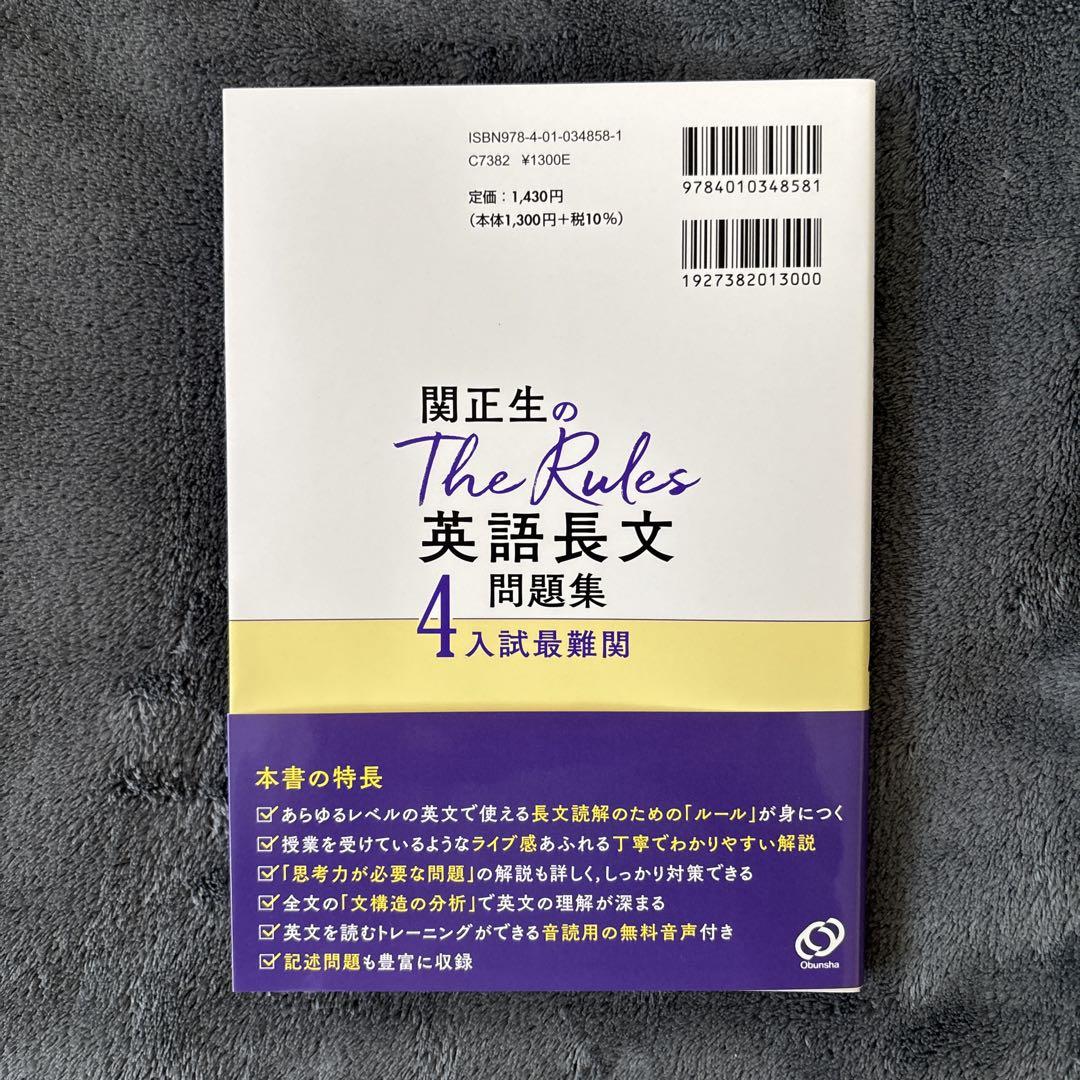 ISBN978-4-01-034858-1
C7382 ¥1300E
定価：1,430円
（本体1,300円＋税10％）
9784010348581
1927382013000
関正生の
The Rules
英語長文
問題集
4 入試最難関
本書の特長
あらゆるレベルの英文で使える長文読解のための「ルール」が身につく
授業を受けているようなライブ感あふれる丁寧でわかりやすい解説
「思考力が必要な問題」の解説も詳しく，しっかり対策できる
全文の「文構造の分析」で英文の理解が深まる
英文を読むトレーニングができる音読用の無料音声付き
記述問題も豊富に収録
Obunsha